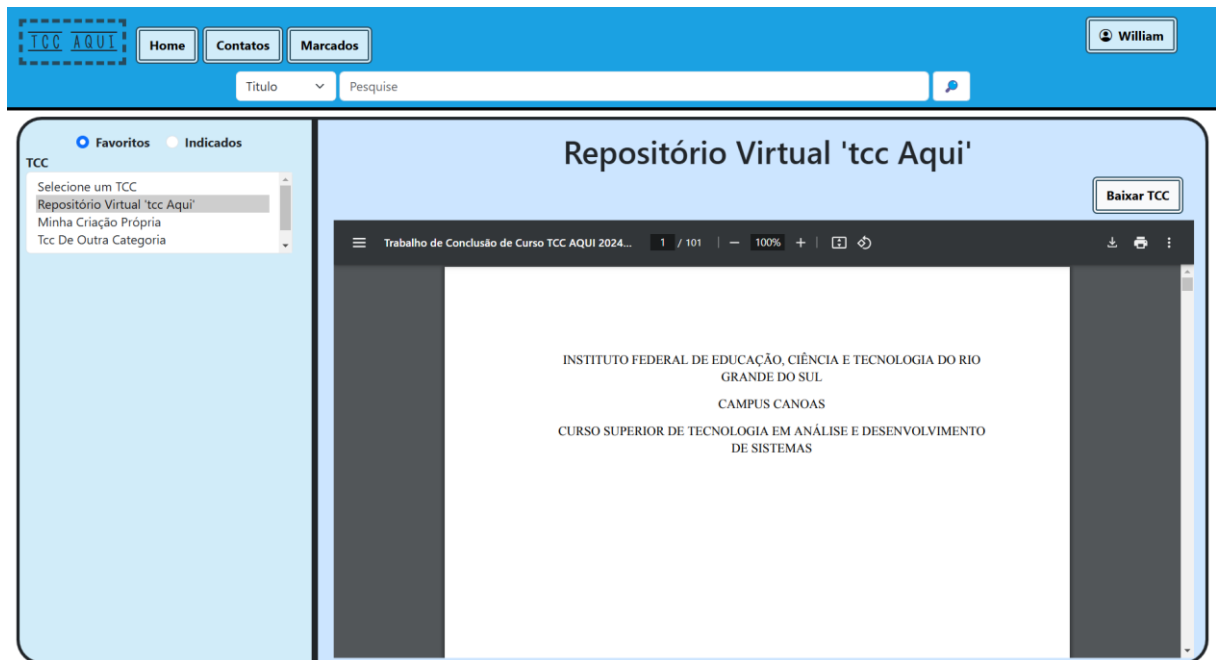 TCC AQUI
Home
Contatos
Marcados
William
Titulo
Pesquise
Favoritos
Indicados
TCC
Selecione um TCC
Repositório Virtual 'tcc Aqui'
Minha Criação Própria
Tcc De Outra Categoria
Repositório Virtual 'tcc Aqui'
Baixar TCC
Trabalho de Conclusão de Curso TCC AQUI 2024...
1 / 101
100%
INSTITUTO FEDERAL DE EDUCAÇÃO, CIÊNCIA E TECNOLOGIA DO RIO
GRANDE DO SUL
CAMPUS CANOAS
CURSO SUPERIOR DE TECNOLOGIA EM ANÁLISE E DESENVOLVIMENTO
DE SISTEMAS